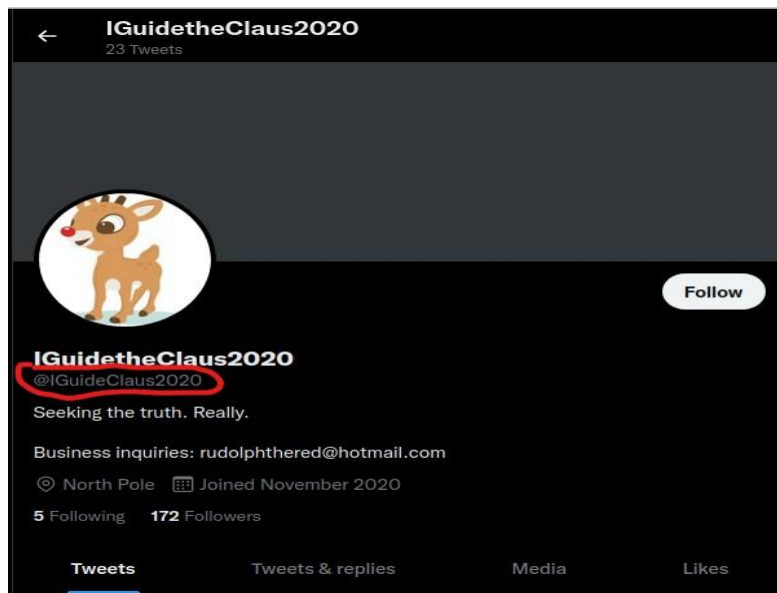 IGuidetheClaus2020
23 Tweets
Follow
IGuidetheClaus2020
@IGuideClaus2020
Seeking the truth. Really.
Business inquiries: rudolphthered@hotmail.com
North Pole Joined November 2020
5 Following 172 Followers
Tweets Tweets & replies Media Likes